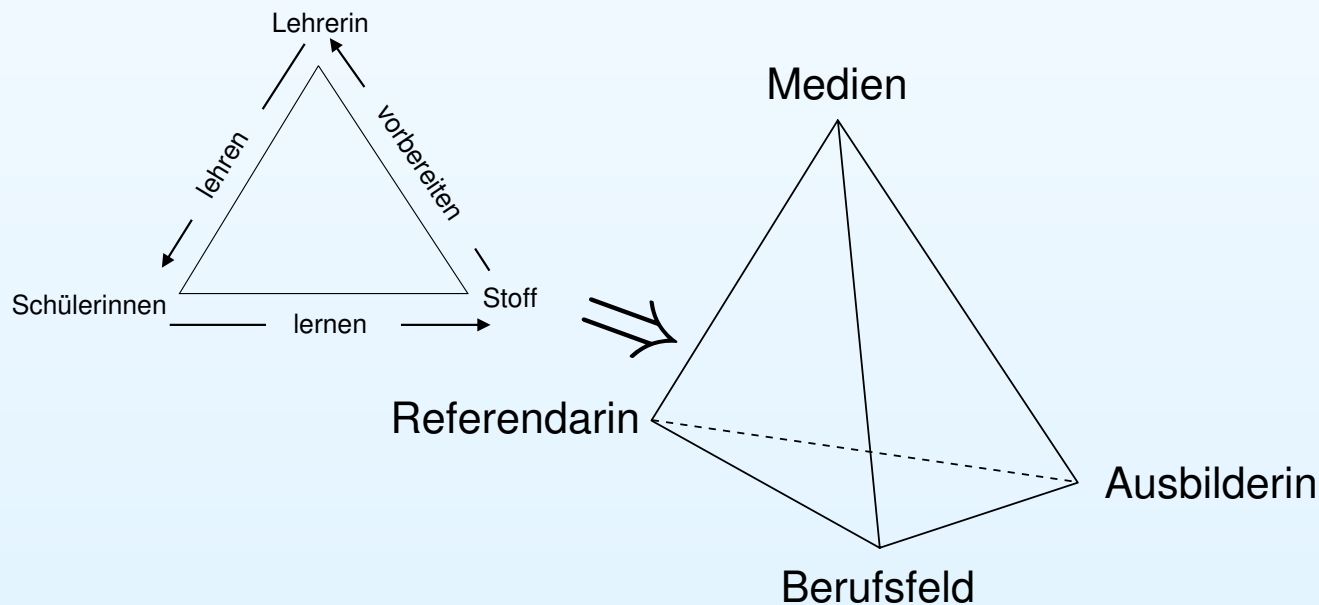 Lehrerin
lehren
vorbereiten
Schülerinnen
Stoff
lernen
Medien
Referendarin
Ausbilderin
Berufsfeld